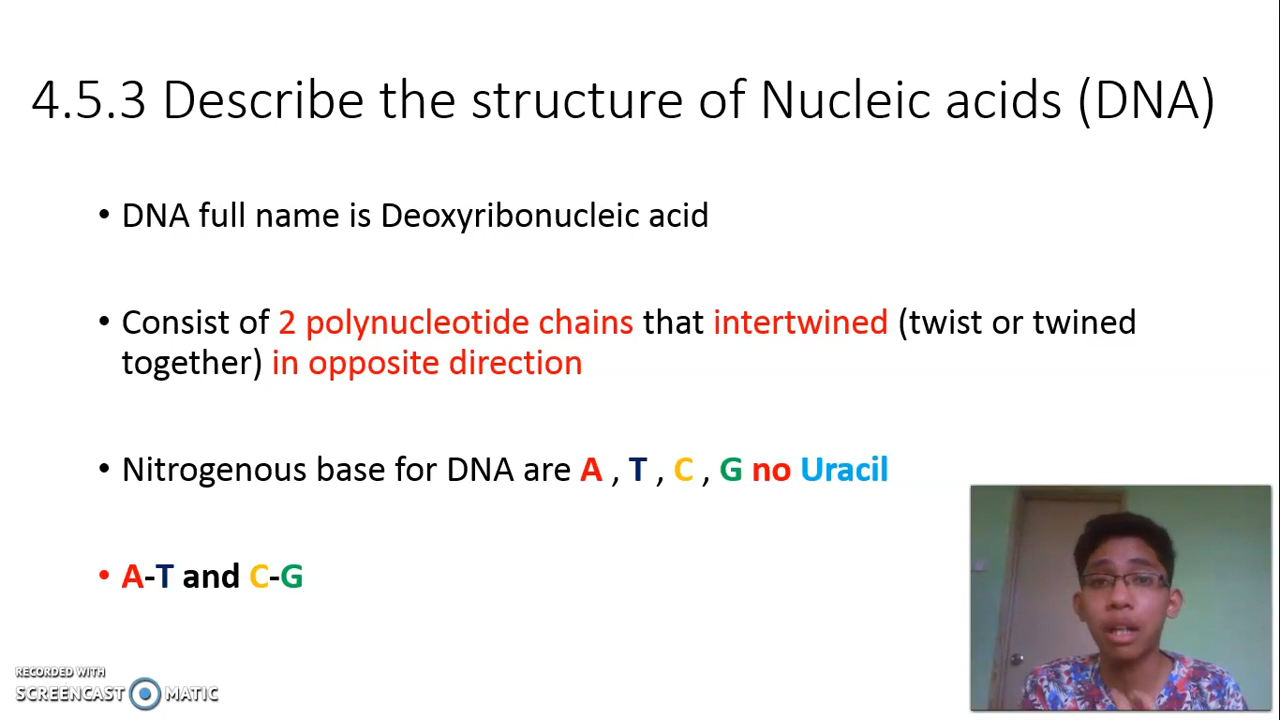 4.5.3 Describe the structure of Nucleic acids (DNA)
• DNA full name is Deoxyribonucleic acid
• Consist of 2 polynucleotide chains that intertwined (twist or twined
together) in opposite direction
• Nitrogenous base for DNA are A , T , C , G no Uracil
• A-T and C-G
RECORDED WITH
SCREENCAST MATIC